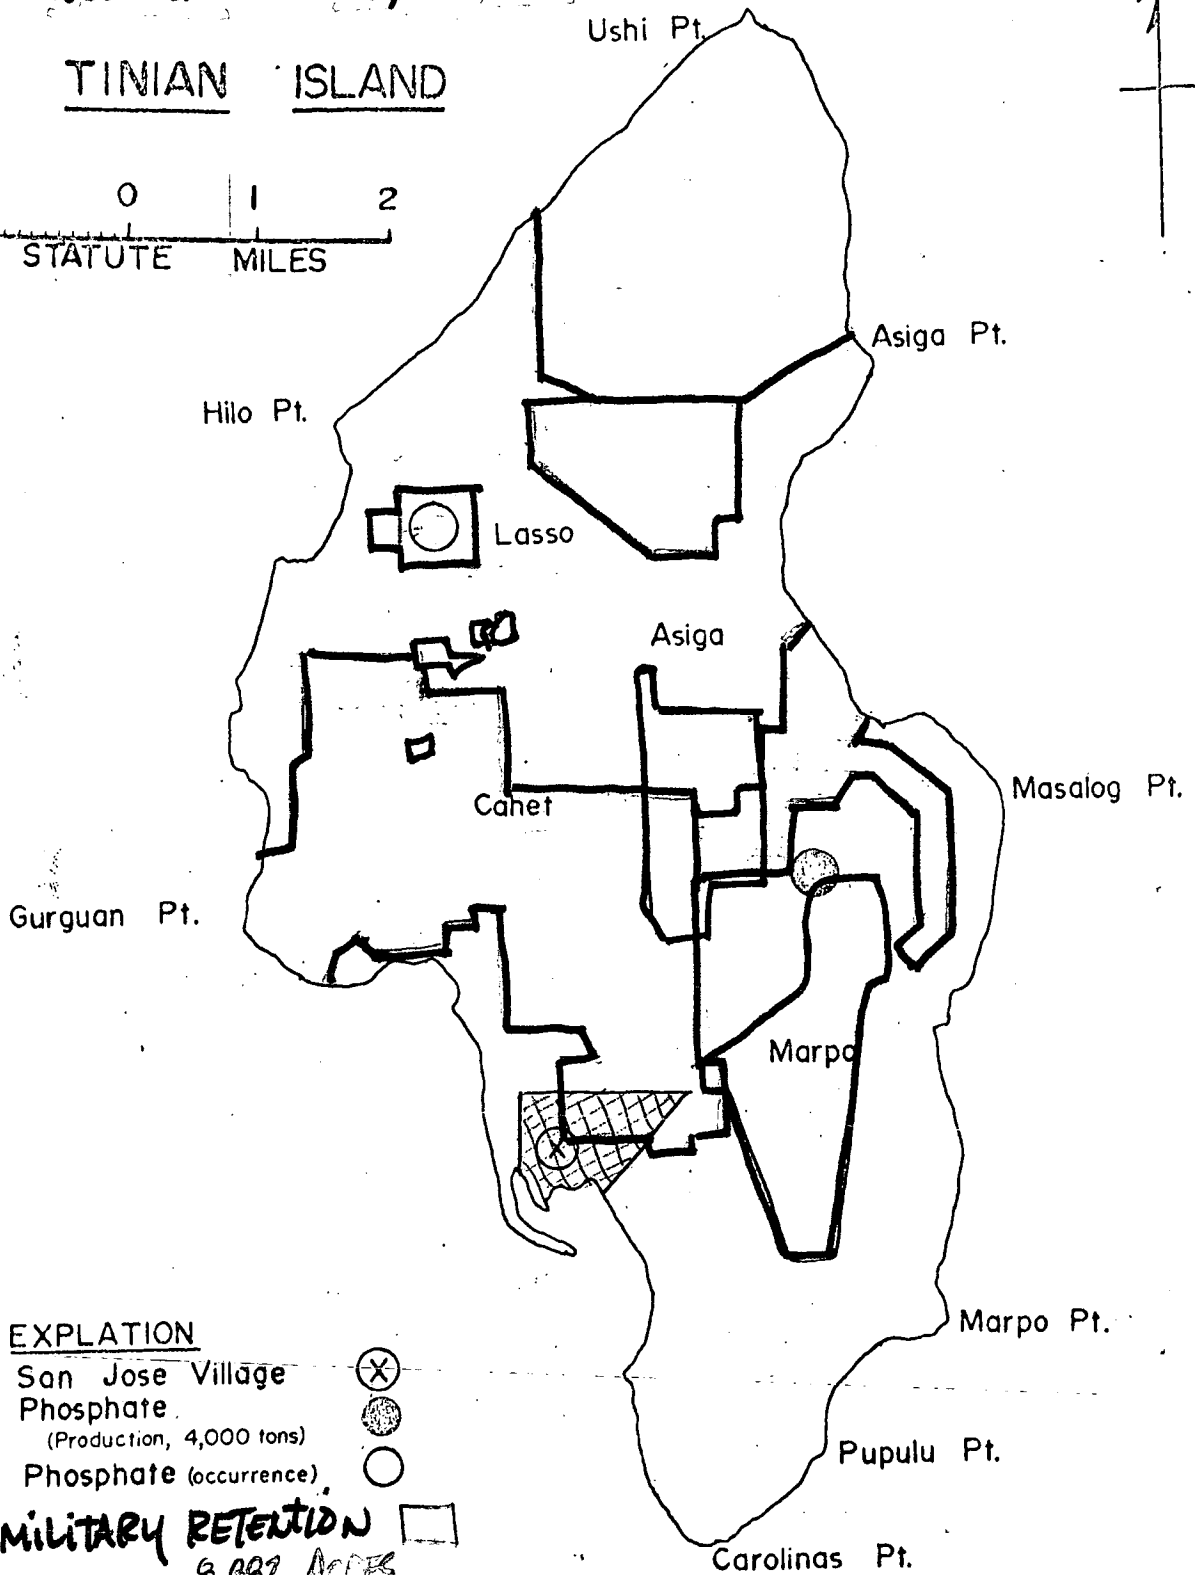 Ushi Pt.
TINIAN ISLAND
0 1 2
STATUTE MILES
Asiga Pt.
Hilo Pt.
Lasso
Asiga
Masalog Pt.
Cahet
Gurguan Pt.
Marpo
EXPLATION
San Jose Village
Marpo Pt.
Phosphate
(Production, 4,000 tons)
Phosphate (occurrence)
Pupulu Pt.
MILITARY RETENTION
ACRES
Carolinas Pt.